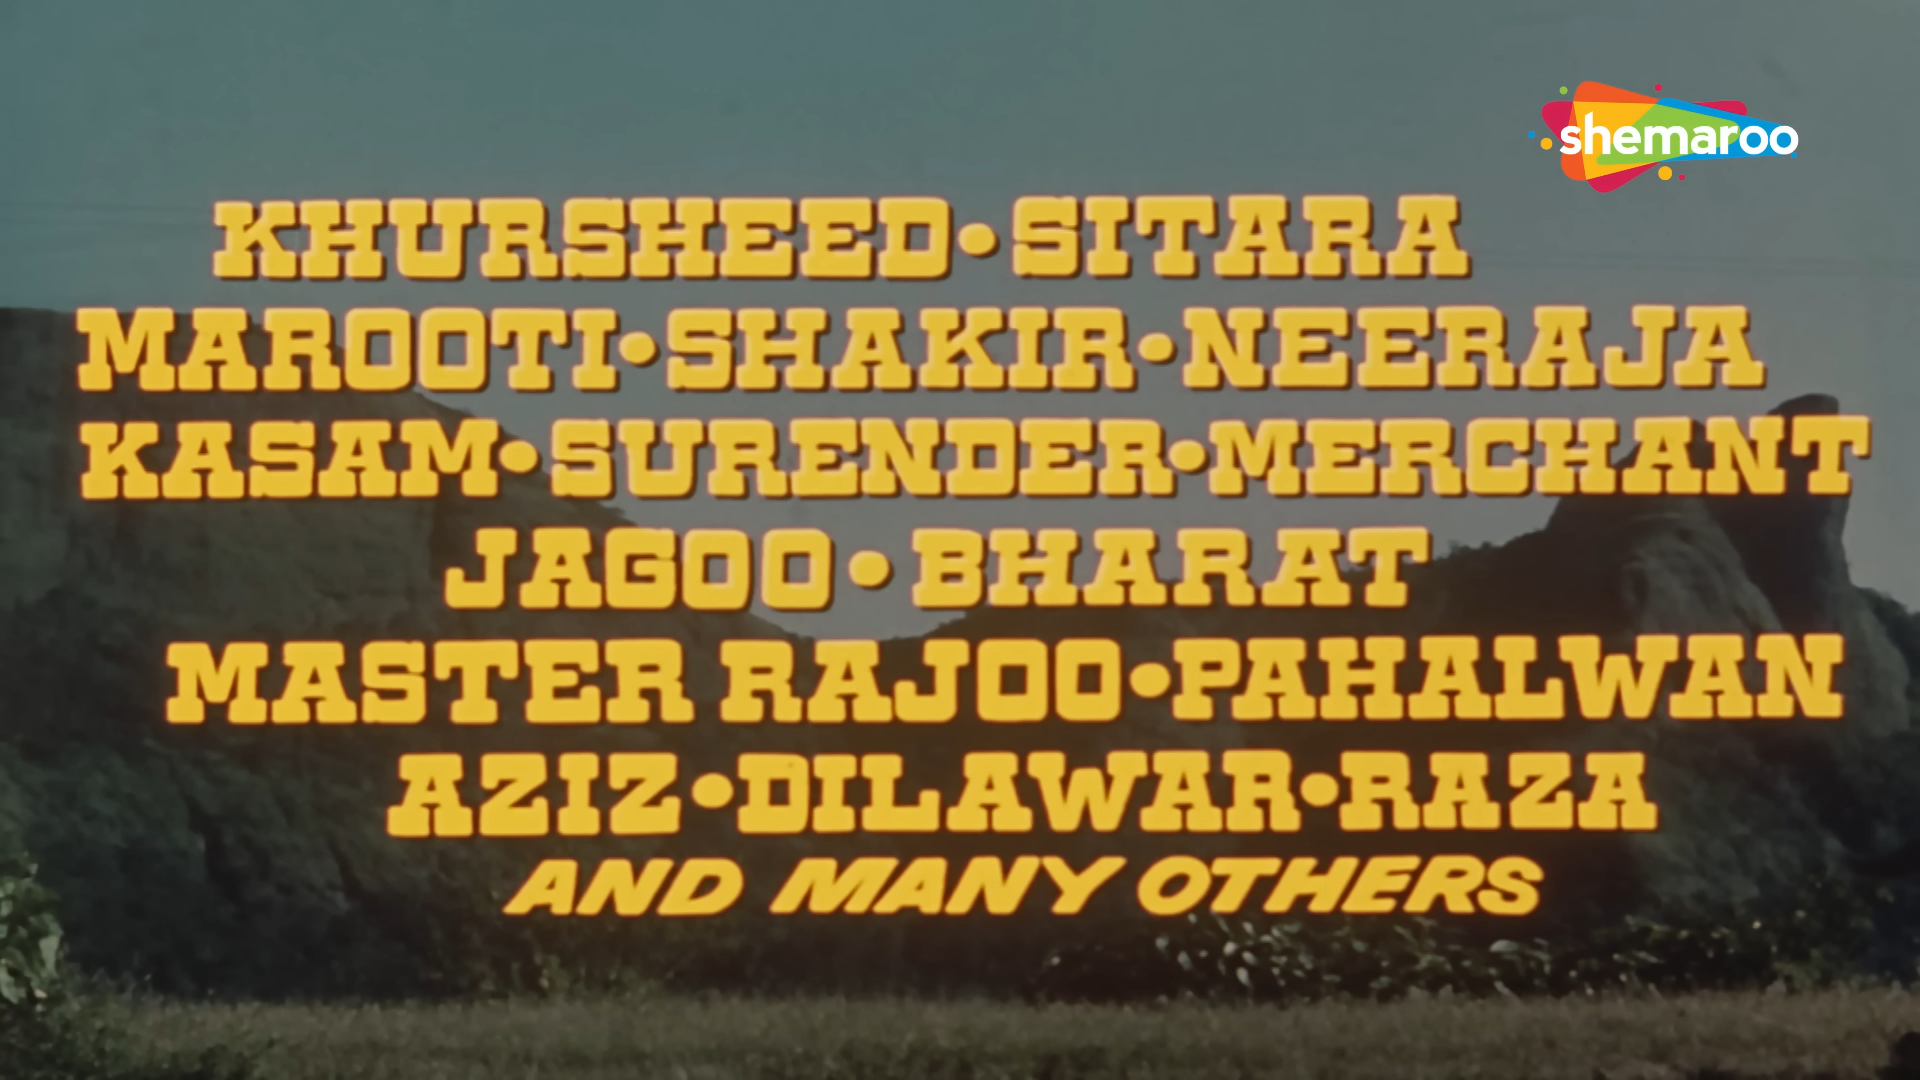 shemaroo
KHURSHEED•SITARA
MAROOTI•SHAKIR•NEERAJA
KASAM•SURENDER•MERCHANT
JAGOO•BHARAT
MASTER RAJOO•PAHALWAN
AZIZ•DILAWAR•RAZA
AND MANY OTHERS